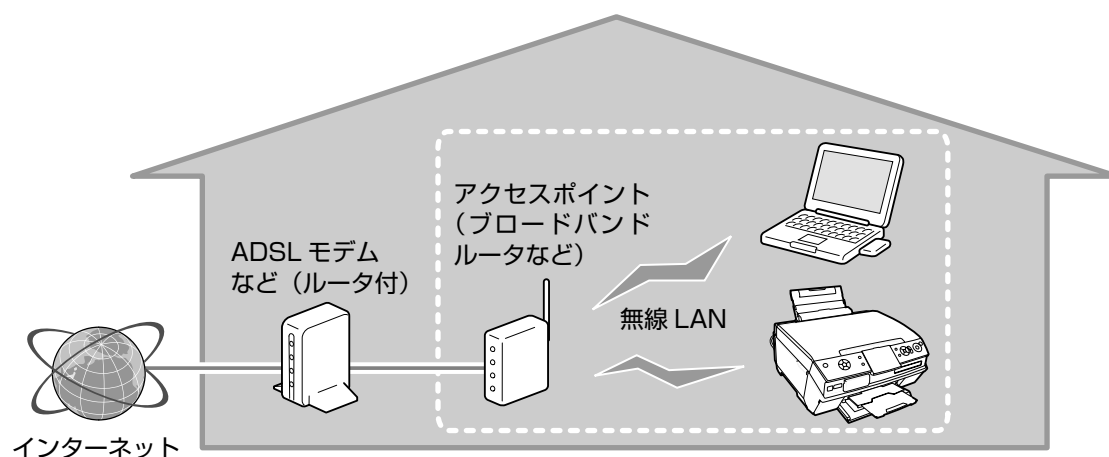 アクセスポイント
（ブロードバンド
ルータなど）
ADSL モデム
など（ルータ付）
無線 LAN
インターネット